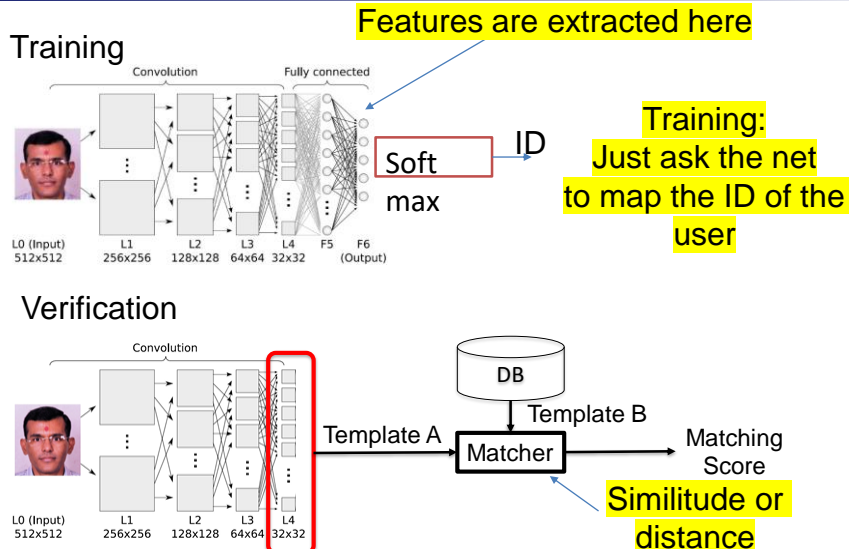 Features are extracted here
Training
Convolution
Fully connected
Soft
max
ID
Training:
Just ask the net
to map the ID of the
user
L0 (Input)
512x512
L1
256x256
L2
128x128
L3
64x64
L4
32x32
F5
F6
(Output)
Verification
Convolution
DB
Template B
Template A
Matcher
Matching
Score
Similitude or
distance
L0 (Input)
512x512
L1
256x256
L2
128x128
L3
64x64
L4
32x32